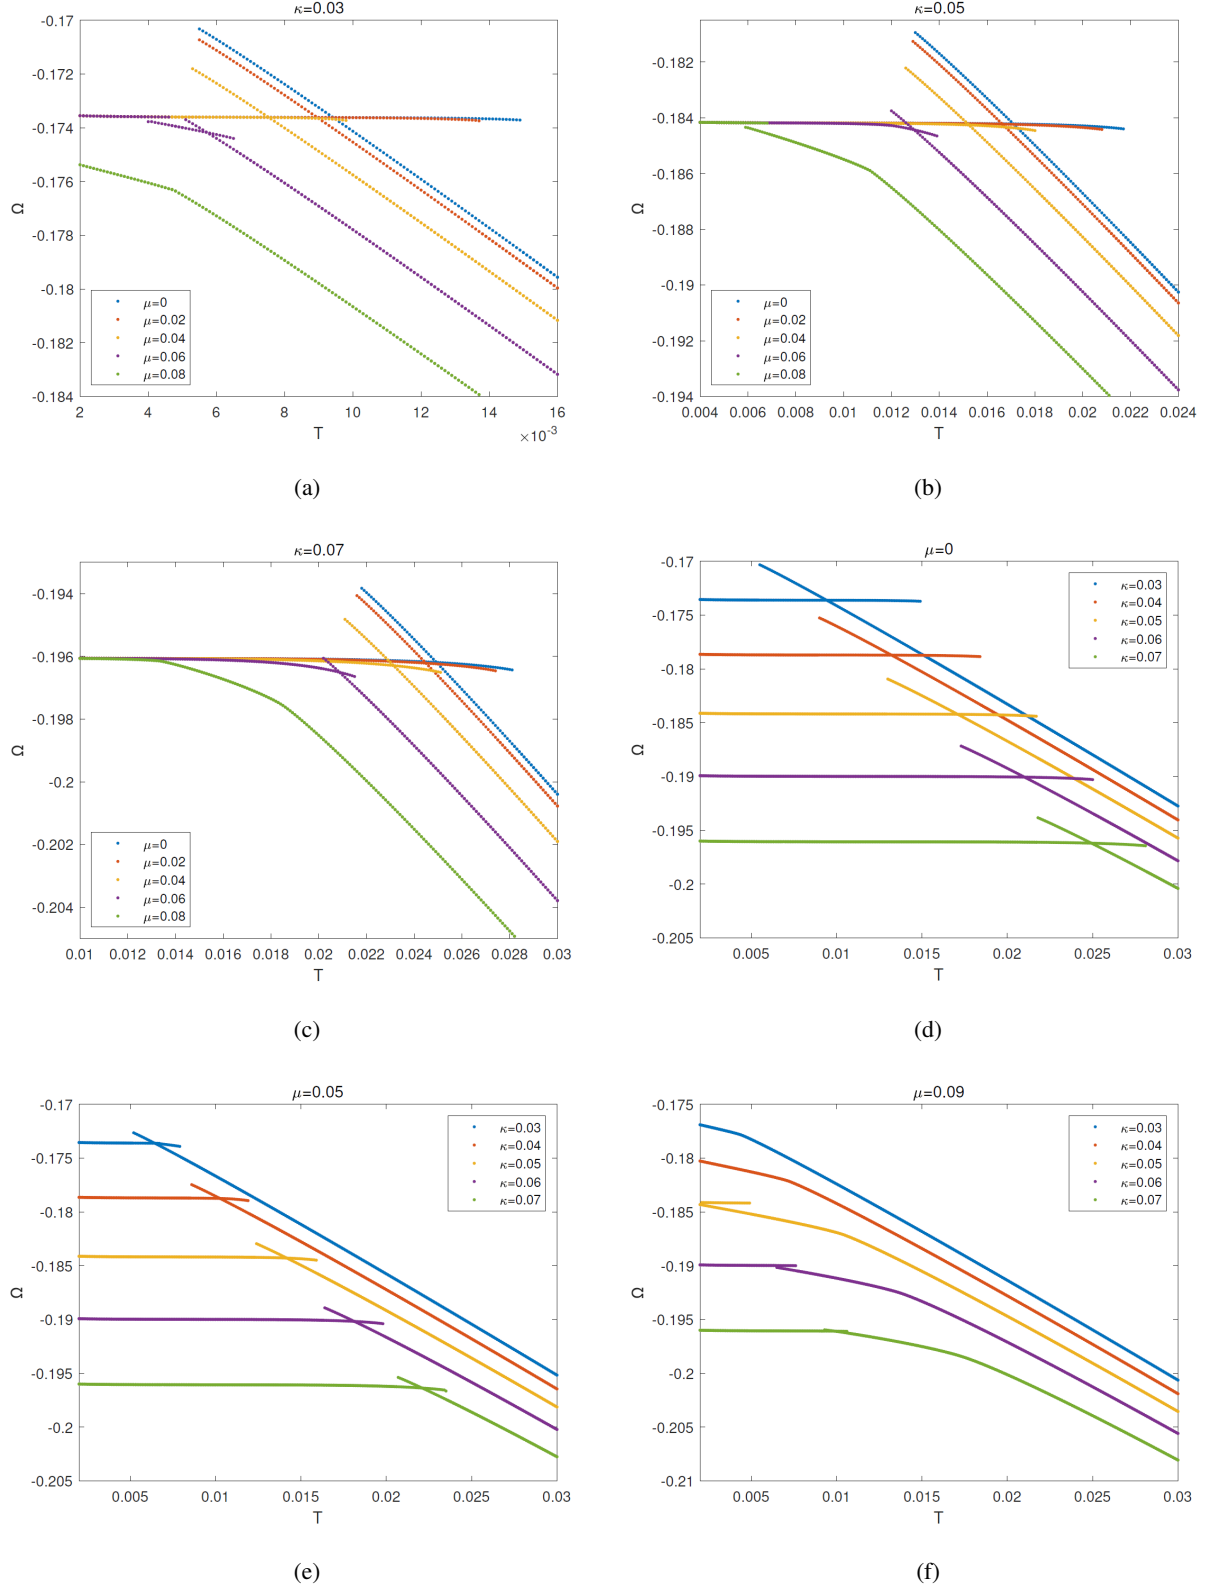 κ=0.03
-0.17
-0.172
-0.174
-0.176
-0.178
-0.18
-0.182
-0.184
Ω
μ=0
μ=0.02
μ=0.04
μ=0.06
μ=0.08
2 4 6 8 10 12 14 16
×10⁻³
T
(a)
κ=0.05
-0.182
-0.184
-0.186
-0.188
-0.19
-0.192
-0.194
Ω
μ=0
μ=0.02
μ=0.04
μ=0.06
μ=0.08
0.004 0.006 0.008 0.01 0.012 0.014 0.016 0.018 0.02 0.022 0.024
T
(b)
κ=0.07
-0.194
-0.196
-0.198
-0.2
-0.202
-0.204
Ω
μ=0
μ=0.02
μ=0.04
μ=0.06
μ=0.08
0.01 0.012 0.014 0.016 0.018 0.02 0.022 0.024 0.026 0.028 0.03
T
(c)
μ=0
-0.17
-0.175
-0.18
-0.185
-0.19
-0.195
-0.2
-0.205
Ω
κ=0.03
κ=0.04
κ=0.05
κ=0.06
κ=0.07
0.005 0.01 0.015 0.02 0.025 0.03
T
(d)
μ=0.05
-0.17
-0.175
-0.18
-0.185
-0.19
-0.195
-0.2
-0.205
Ω
κ=0.03
κ=0.04
κ=0.05
κ=0.06
κ=0.07
0.005 0.01 0.015 0.02 0.025 0.03
T
(e)
μ=0.09
-0.175
-0.18
-0.185
-0.19
-0.195
-0.2
-0.205
-0.21
Ω
κ=0.03
κ=0.04
κ=0.05
κ=0.06
κ=0.07
0.005 0.01 0.015 0.02 0.025 0.03
T
(f)